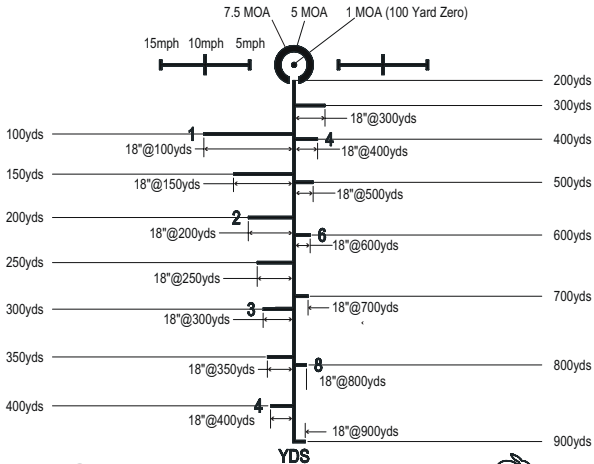 7.5 MOA 5 MOA 1 MOA (100 Yard Zero)
15mph 10mph 5mph
200yds
300yds
18"@300yds
100yds 1 4 400yds
18"@100yds 18"@400yds
150yds 500yds
18"@150yds 18"@500yds
200yds 2 6 600yds
18"@200yds 18"@600yds
250yds
18"@250yds
700yds
300yds 3 18"@700yds
18"@300yds
350yds 8 800yds
18"@350yds 18"@800yds
400yds 4
18"@400yds 18"@900yds
900yds
YDS